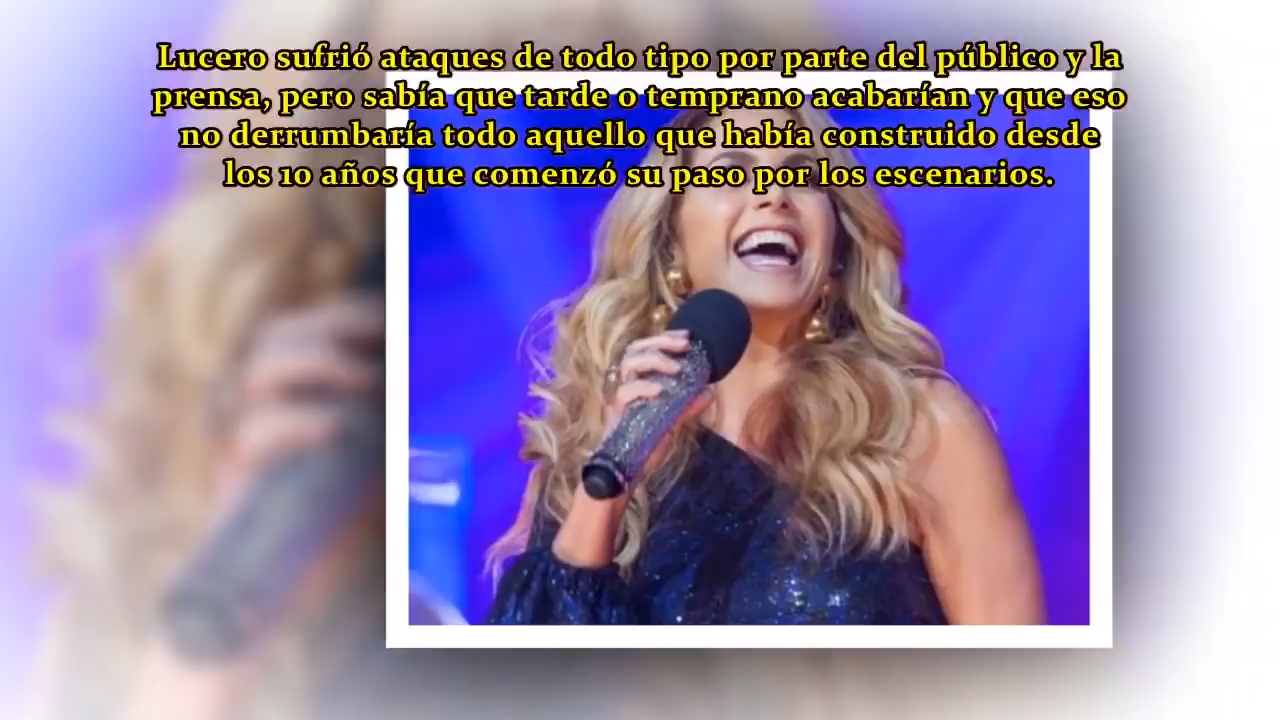 Lucero sufrió ataques de todo tipo por parte del público y la
prensa, pero sabía que tarde o temprano acabarían y que eso
no derrumbaría todo aquello que había construido desde
los 10 años que comenzó su paso por los escenarios.